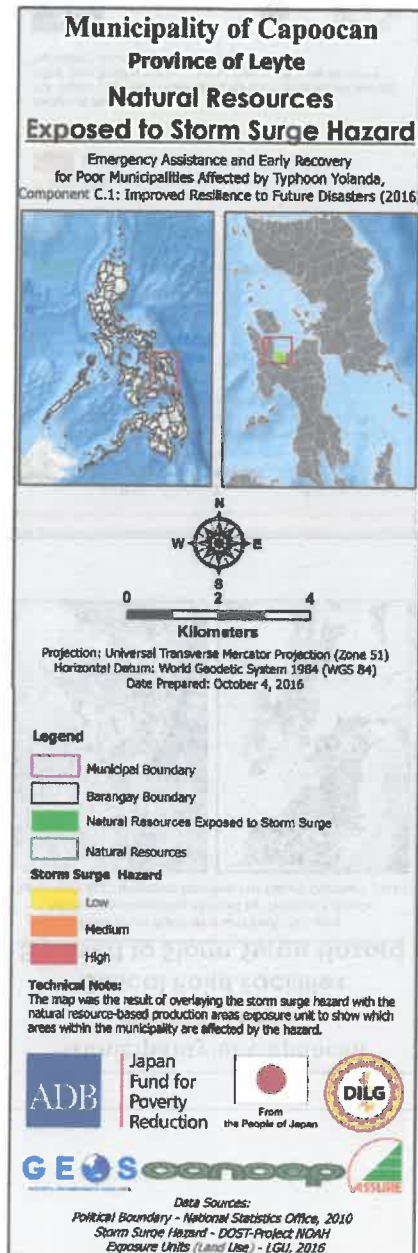 Municipality of Capoocan
Province of Leyte
Natural Resources
Exposed to Storm Surge Hazard
Emergency Assistance and Early Recovery
for Poor Municipalities Affected by Typhoon Yolanda,
Component C.1: Improved Resilience to Future Disasters (2016)
N
W E
S
0 2 4
Kilometers
Projection: Universal Transverse Mercator Projection (Zone 51)
Horizontal Datum: World Geodetic System 1984 (WGS 84)
Date Prepared: October 4, 2016
Legend
Municipal Boundary
Barangay Boundary
Natural Resources Exposed to Storm Surge
Natural Resources
Storm Surge Hazard
Low
Medium
High
Technical Note:
The map was the result of overlaying the storm surge hazard with the
natural resource-based production areas exposure unit to show which
areas within the municipality are affected by the hazard.
ADB
Japan
Fund for
Poverty
Reduction
From
the People of Japan
DILG
GEOS
canoap
ASSURE
Data Sources:
Political Boundary - National Statistics Office, 2010
Storm Surge Hazard - DOST-Project NOAH
Exposure Units (Land Use) - LGU, 2016